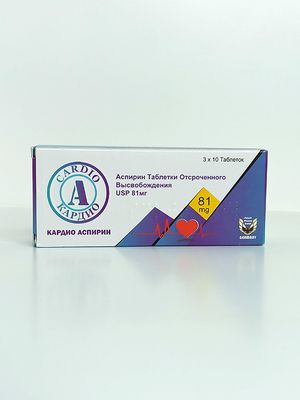 3 x 10 Таблеток
CARDIO
A
КАРДИО
Аспирин Таблетки Отсроченного
Высвобождения
USP 81мг
81
mg
КАРДИО АСПИРИН